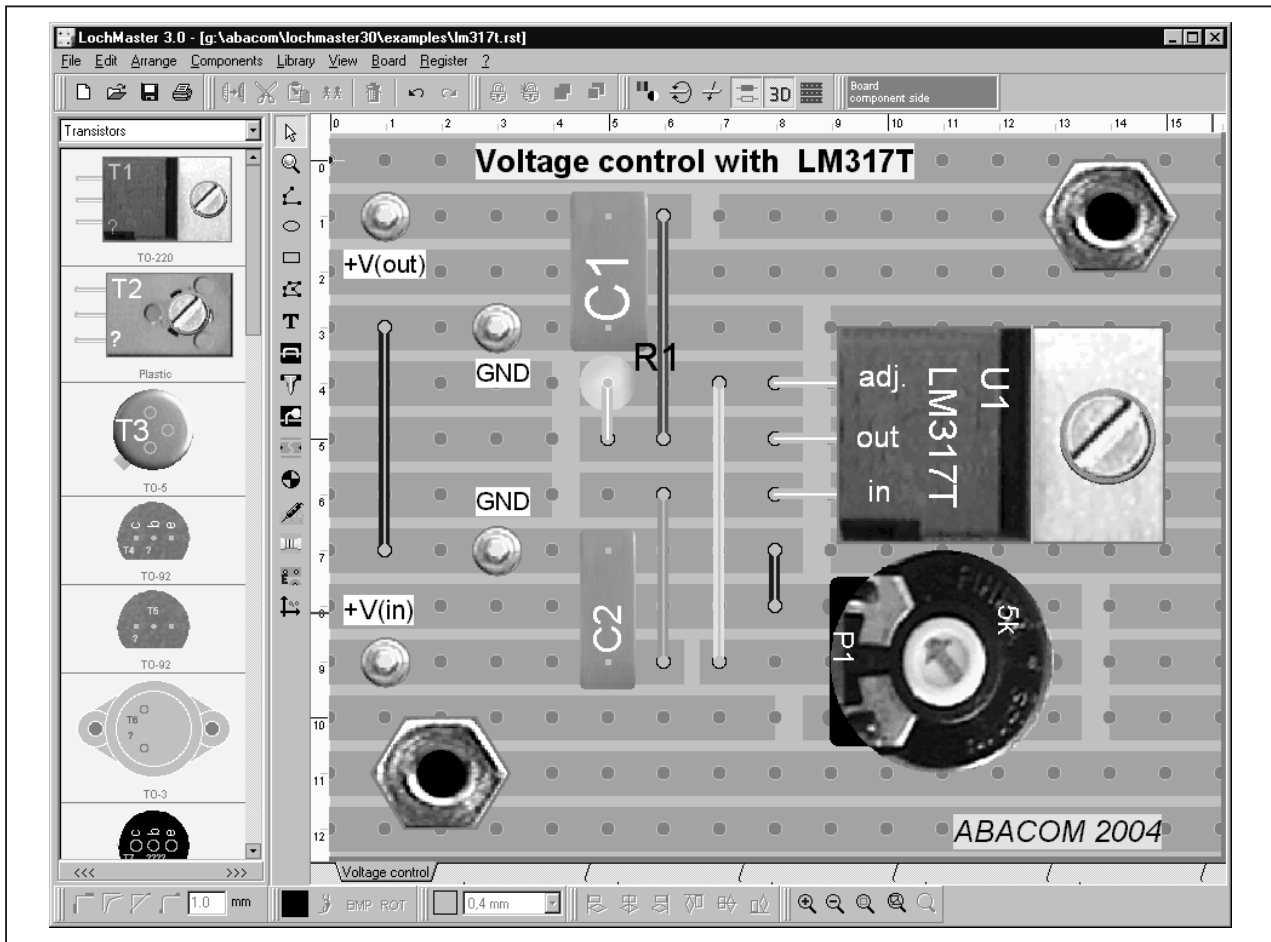 LochMaster 3.0 - [g:\abacom\lochmaster30\examples\lm317t.rst]
File Edit Arrange Components Library View Board Register ?
3D
Board
component side
Transistors
T1
?
TO-220
T2
?
Plastic
T3
TO-5
c b e
T4 ?
TO-92
T5
?
TO-92
T6
?
TO-3
c b e
T7 ????
<<< >>>
T
0 1 2 3 4 5 6 7 8 9 10 11 12 13 14 15
0
1
2
3
4
5
6
7
8
9
10
11
12
Voltage control with LM317T
+V(out)
C1
GND
R1
adj.
out
in
LM317T
U1
GND
+V(in)
C2
P1
5k
ABACOM 2004
Voltage control
1.0 mm
BMP ROT
0,4 mm